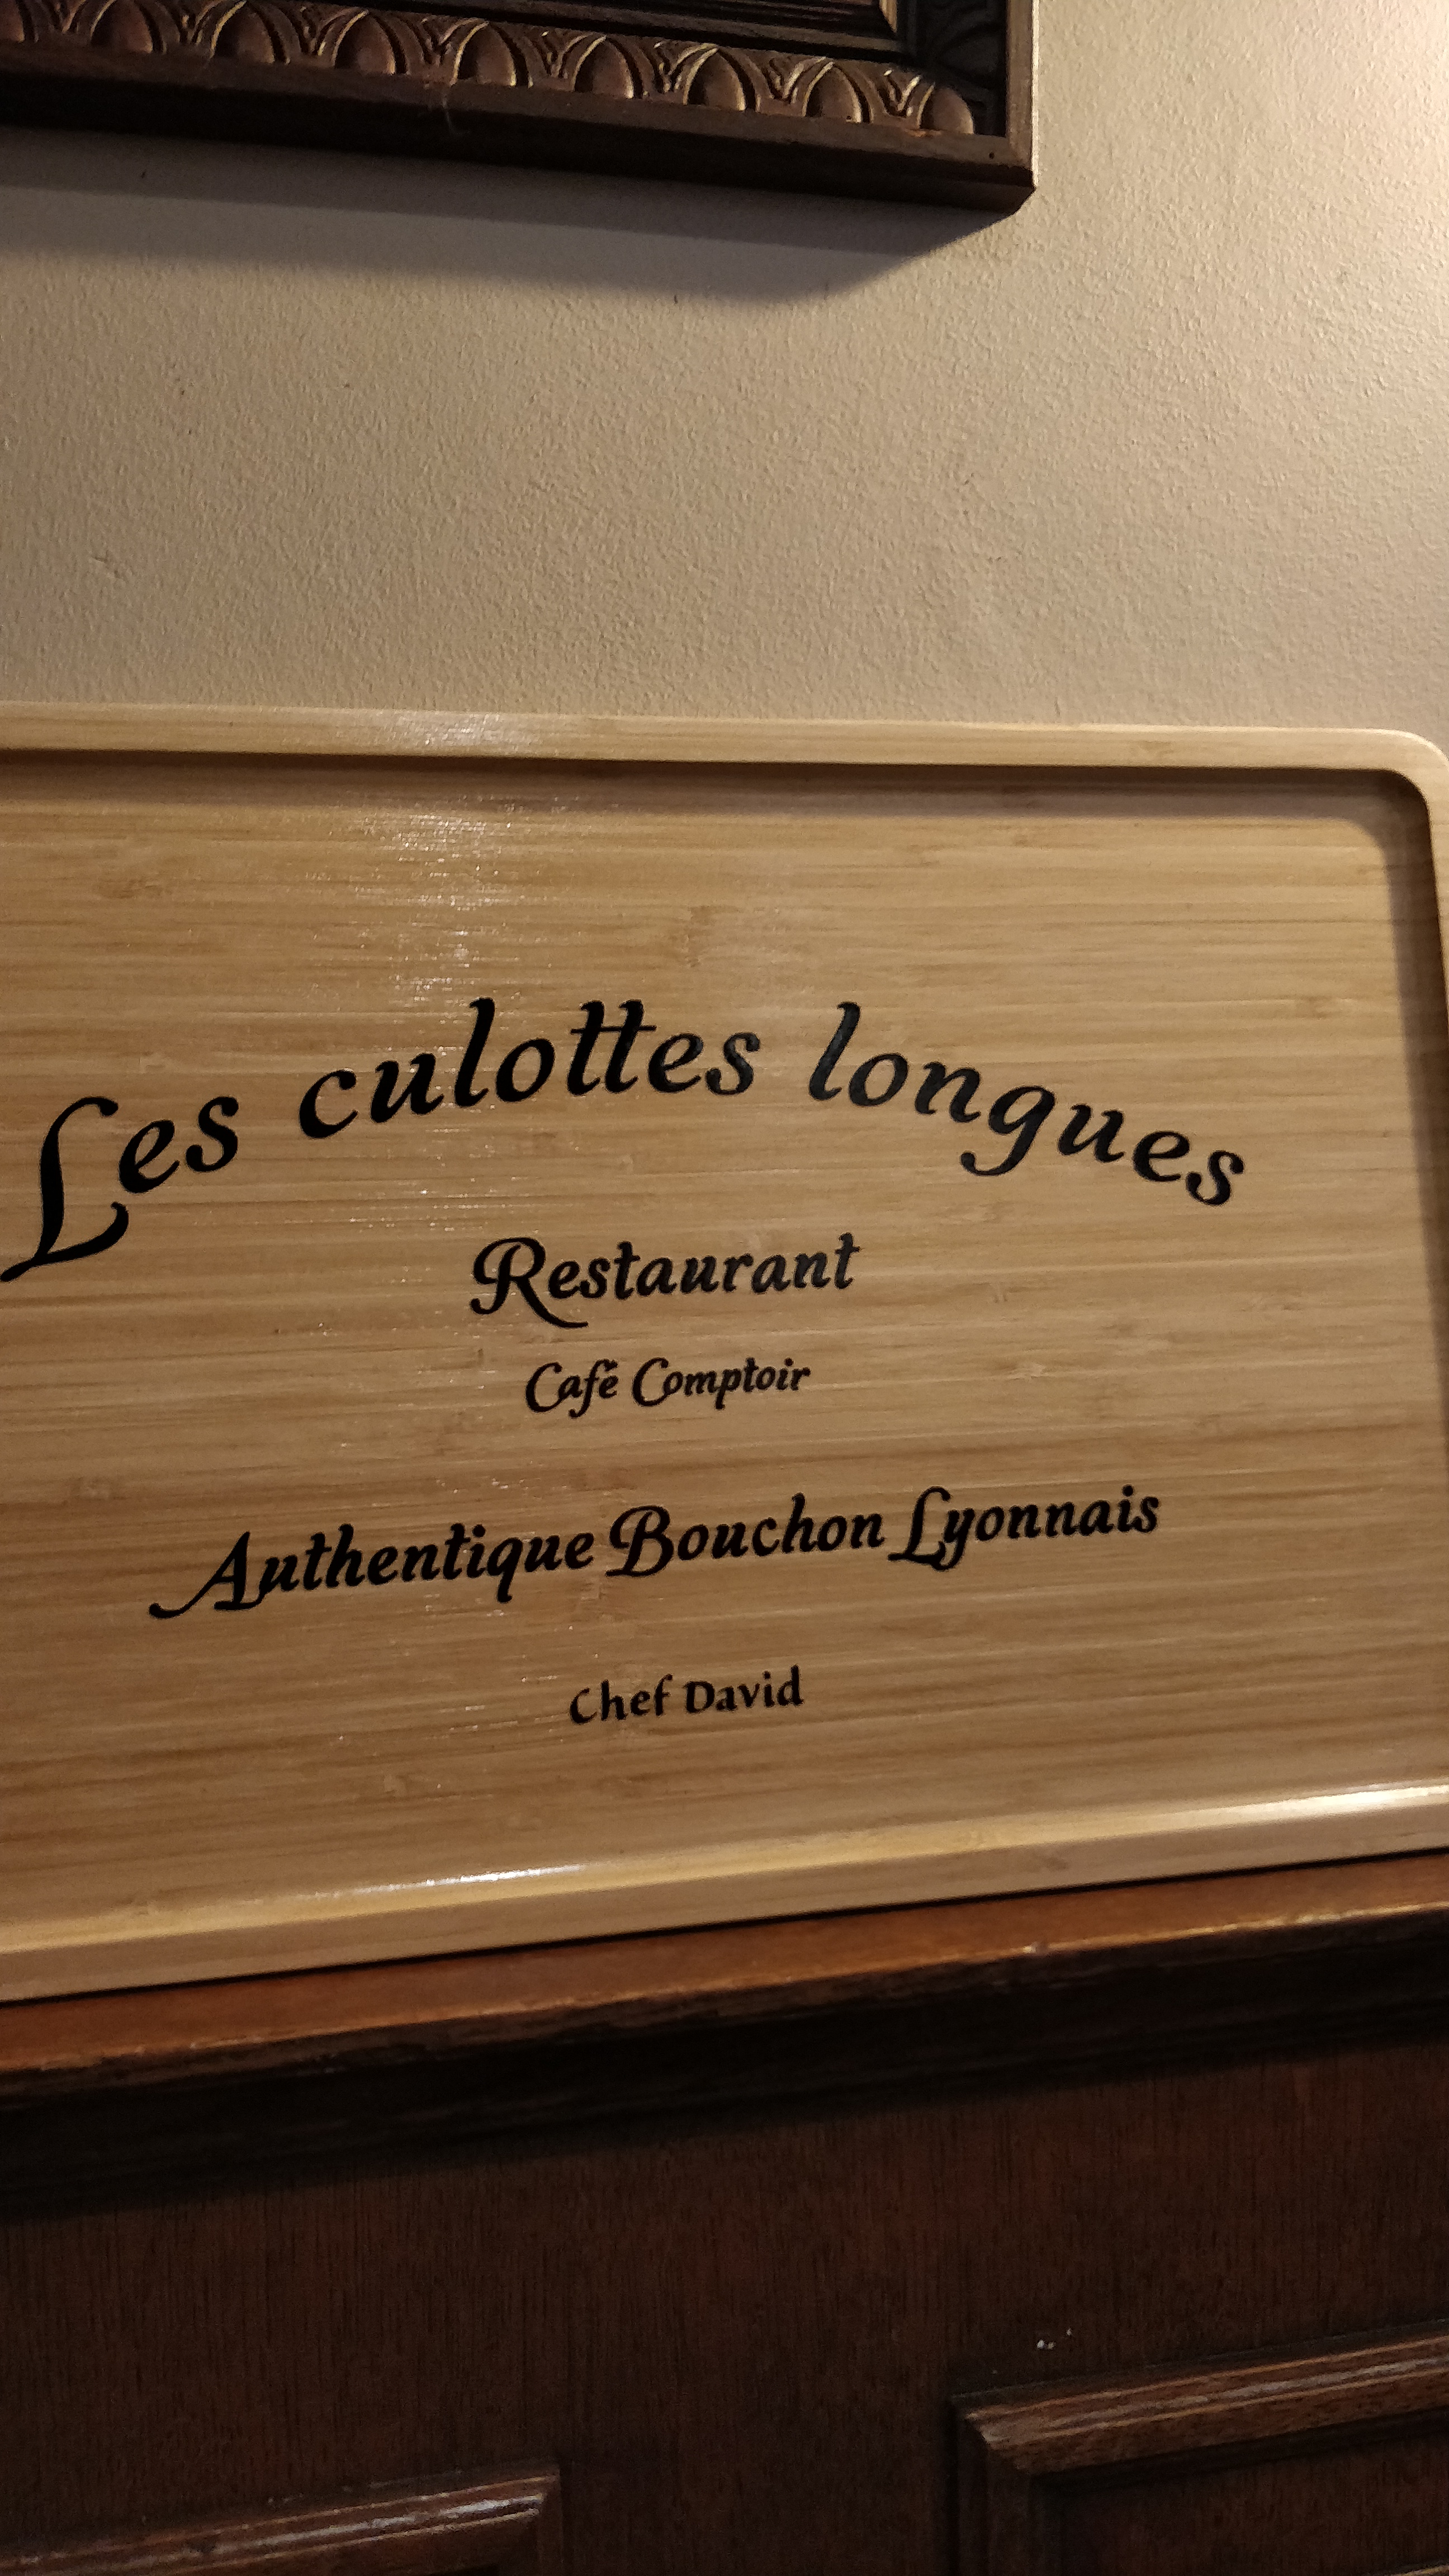 Les culottes longues
Restaurant
Café Comptoir
Authentique Bouchon Lyonnais
Chef David